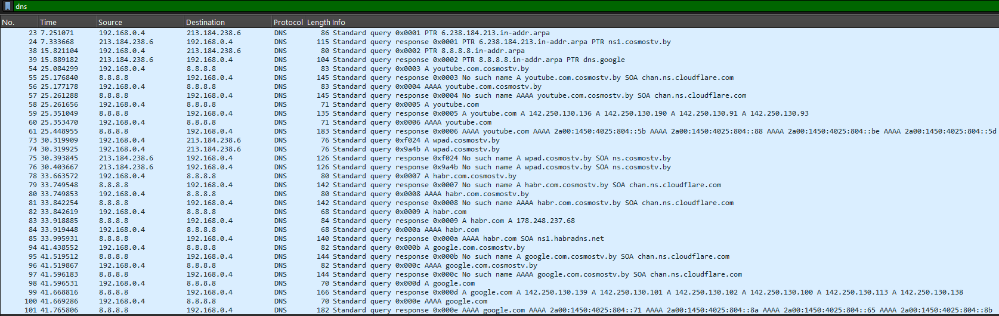 dns
No. Time Source Destination Protocol Length Info
23 7.251071 192.168.0.4 213.184.238.6 DNS 86 Standard query 0x0001 PTR 6.238.184.213.in-addr.arpa
24 7.333668 213.184.238.6 192.168.0.4 DNS 115 Standard query response 0x0001 PTR 6.238.184.213.in-addr.arpa PTR ns1.cosmostv.by
38 15.821104 192.168.0.4 213.184.238.6 DNS 80 Standard query 0x0002 PTR 8.8.8.8.in-addr.arpa
39 15.889182 213.184.238.6 192.168.0.4 DNS 104 Standard query response 0x0002 PTR 8.8.8.8.in-addr.arpa PTR dns.google
54 25.084299 192.168.0.4 8.8.8.8 DNS 83 Standard query 0x0003 A youtube.com.cosmostv.by
55 25.176840 8.8.8.8 192.168.0.4 DNS 145 Standard query response 0x0003 No such name A youtube.com.cosmostv.by SOA chan.ns.cloudflare.com
56 25.177178 192.168.0.4 8.8.8.8 DNS 83 Standard query 0x0004 AAAA youtube.com.cosmostv.by
57 25.261288 8.8.8.8 192.168.0.4 DNS 145 Standard query response 0x0004 No such name AAAA youtube.com.cosmostv.by SOA chan.ns.cloudflare.com
58 25.261656 192.168.0.4 8.8.8.8 DNS 71 Standard query 0x0005 A youtube.com
59 25.351049 8.8.8.8 192.168.0.4 DNS 135 Standard query response 0x0005 A youtube.com A 142.250.130.136 A 142.250.130.190 A 142.250.130.91 A 142.250.130.93
60 25.353470 192.168.0.4 8.8.8.8 DNS 71 Standard query 0x0006 AAAA youtube.com
61 25.448955 8.8.8.8 192.168.0.4 DNS 183 Standard query response 0x0006 AAAA youtube.com AAAA 2a00:1450:4025:804::5b AAAA 2a00:1450:4025:804::88 AAAA 2a00:1450:4025:804::be AAAA 2a00:1450:4025:804::5d
73 30.319909 192.168.0.4 213.184.238.6 DNS 76 Standard query 0xf024 A wpad.cosmostv.by
74 30.319925 192.168.0.4 213.184.238.6 DNS 76 Standard query 0x9a4b A wpad.cosmostv.by
75 30.393845 213.184.238.6 192.168.0.4 DNS 126 Standard query response 0xf024 No such name A wpad.cosmostv.by SOA ns.cosmostv.by
76 30.403667 213.184.238.6 192.168.0.4 DNS 126 Standard query response 0x9a4b No such name A wpad.cosmostv.by SOA ns.cosmostv.by
78 33.663572 192.168.0.4 8.8.8.8 DNS 80 Standard query 0x0007 A habr.com.cosmostv.by
79 33.749548 8.8.8.8 192.168.0.4 DNS 142 Standard query response 0x0007 No such name A habr.com.cosmostv.by SOA chan.ns.cloudflare.com
80 33.749853 192.168.0.4 8.8.8.8 DNS 80 Standard query 0x0008 AAAA habr.com.cosmostv.by
81 33.842254 8.8.8.8 192.168.0.4 DNS 142 Standard query response 0x0008 No such name AAAA habr.com.cosmostv.by SOA chan.ns.cloudflare.com
82 33.842619 192.168.0.4 8.8.8.8 DNS 68 Standard query 0x0009 A habr.com
83 33.918885 8.8.8.8 192.168.0.4 DNS 84 Standard query response 0x0009 A habr.com A 178.248.237.68
84 33.919448 192.168.0.4 8.8.8.8 DNS 68 Standard query 0x000a AAAA habr.com
85 33.995931 8.8.8.8 192.168.0.4 DNS 140 Standard query response 0x000a AAAA habr.com SOA ns1.habradns.net
94 41.438552 192.168.0.4 8.8.8.8 DNS 82 Standard query 0x000b A google.com.cosmostv.by
95 41.519512 8.8.8.8 192.168.0.4 DNS 144 Standard query response 0x000b No such name A google.com.cosmostv.by SOA chan.ns.cloudflare.com
96 41.519867 192.168.0.4 8.8.8.8 DNS 82 Standard query 0x000c AAAA google.com.cosmostv.by
97 41.596183 8.8.8.8 192.168.0.4 DNS 144 Standard query response 0x000c No such name AAAA google.com.cosmostv.by SOA chan.ns.cloudflare.com
98 41.596531 192.168.0.4 8.8.8.8 DNS 70 Standard query 0x000d A google.com
99 41.668816 8.8.8.8 192.168.0.4 DNS 166 Standard query response 0x000d A google.com A 142.250.130.139 A 142.250.130.101 A 142.250.130.102 A 142.250.130.100 A 142.250.130.113 A 142.250.130.138
100 41.669286 192.168.0.4 8.8.8.8 DNS 70 Standard query 0x000e AAAA google.com
101 41.765806 8.8.8.8 192.168.0.4 DNS 182 Standard query response 0x000e AAAA google.com AAAA 2a00:1450:4025:804::71 AAAA 2a00:1450:4025:804::8a AAAA 2a00:1450:4025:804::65 AAAA 2a00:1450:4025:804::8b